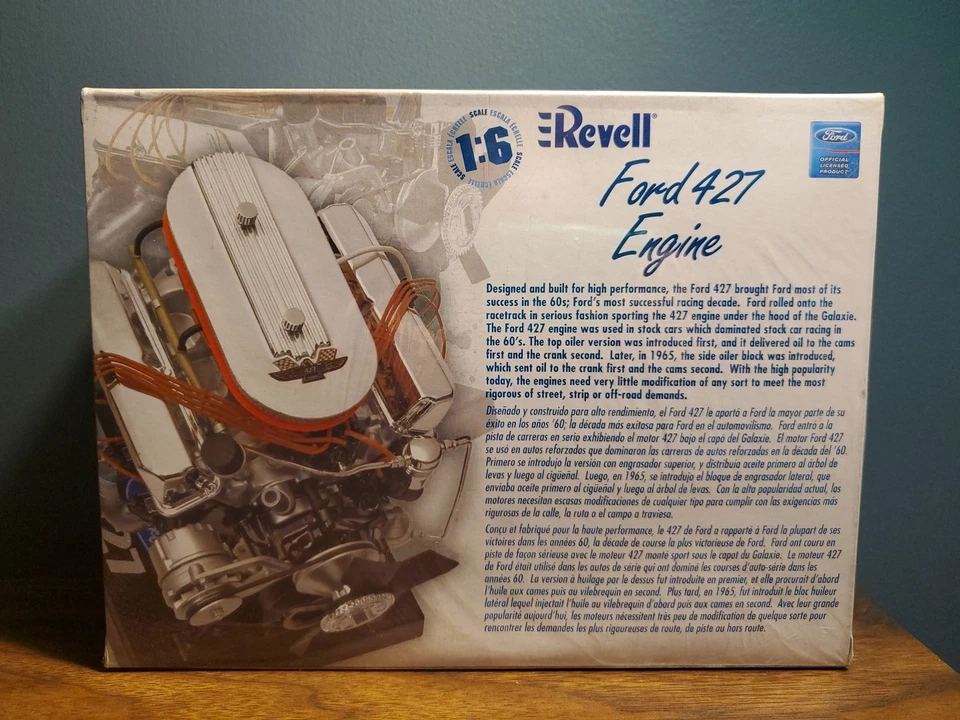 SCALE ESCALA ÉCHELLE SCALE ESCALA ÉCHELLE
1:6
Revell®
Ford
OFFICIAL
LICENSED
PRODUCT
Ford 427
Engine
Designed and built for high performance, the Ford 427 brought Ford most of its
success in the 60s; Ford's most successful racing decade. Ford rolled onto the
racetrack in serious fashion sporting the 427 engine under the hood of the Galaxie.
The Ford 427 engine was used in stock cars which dominated stock car racing in
the 60's. The top oiler version was introduced first, and it delivered oil to the cams
first and the crank second. Later, in 1965, the side oiler block was introduced,
which sent oil to the crank first and the cams second. With the high popularity
today, the engines need very little modification of any sort to meet the most
rigorous of street, strip or off-road demands.
Diseñado y construido para alto rendimiento, el Ford 427 le aportó a Ford la mayor parte de su
éxito en los años '60; la década más exitosa para Ford en el automovilismo. Ford entró a la
pista de carreras en serio exhibiendo el motor 427 bajo el capó del Galaxie. El motor Ford 427
se usó en autos reforzados que dominaran las carreras de autos reforzados en la década del '60.
Primero se introdujo la versión con engrasador superior, y distribuia aceite primero al árbol de
levas y luego al cigüeñal. Luego, en 1965, se introdujo el bloque de engrasador lateral, que
enviaba aceite primero al cigüeñal y luego al árbol de levas. Con la alta popularidad actual, los
motores necesitan escasas modificaciones de cualquier tipo para cumplir con las exigencias más
rigurosas de la calle, la ruta o el campo a traviesa.
Conçu et fabriqué pour la haute performance, le 427 de Ford a rapporté à Ford la plupart de ses
victoires dans les années 60, la décade de course la plus victorieuse de Ford. Ford ont couru en
piste de façon sérieuse avec le moteur 427 monté sport sous le capot du Galaxie. Le moteur 427
de Ford était utilisé dans les autos de série qui ont dominé les courses d'auto-série dans les
années 60. La version à huilage par le dessus fut introduite en premier, et elle procurait d'abord
l'huile aux cames puis au vilebrequin en second. Plus tard, en 1965, fut introduit le bloc huileur
latéral lequel injectait l'huile au vilebrequin d'abord puis aux cames en second. Avec leur grande
popularité aujourd'hui, les moteurs nécessitent très peu de modification de quelque sorte pour
rencontrer les demandes les plus rigoureuses de route, de piste ou hors route.